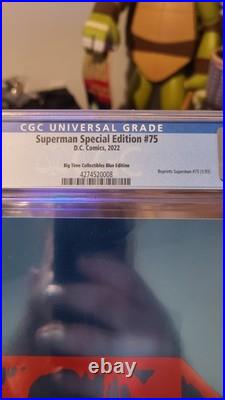 CGC UNIVERSAL GRADE
Superman Special Edition #75
D.C. Comics, 2022
Big Time Collectibles Blue Edition
Reprints Superman #75 (1/93)
4274520008
ebay